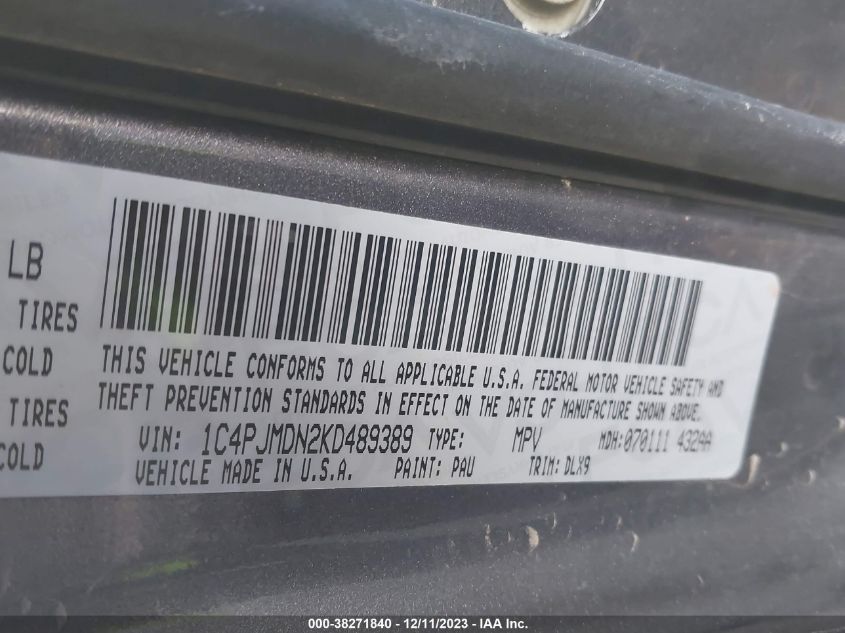 LB
TIRES
COLD
TIRES
COLD
THIS VEHICLE CONFORMS TO ALL APPLICABLE U.S.A. FEDERAL MOTOR VEHICLE SAFETY AND
THEFT PREVENTION STANDARDS IN EFFECT ON THE DATE OF MANUFACTURE SHOWN ABOVE.
VIN: 1C4PJMDN2KD489389 TYPE: MPV MDH:070111 432AA
VEHICLE MADE IN U.S.A. PAINT: PAU TRIM: DLX9
000-38271840 - 12/11/2023 - IAA Inc.